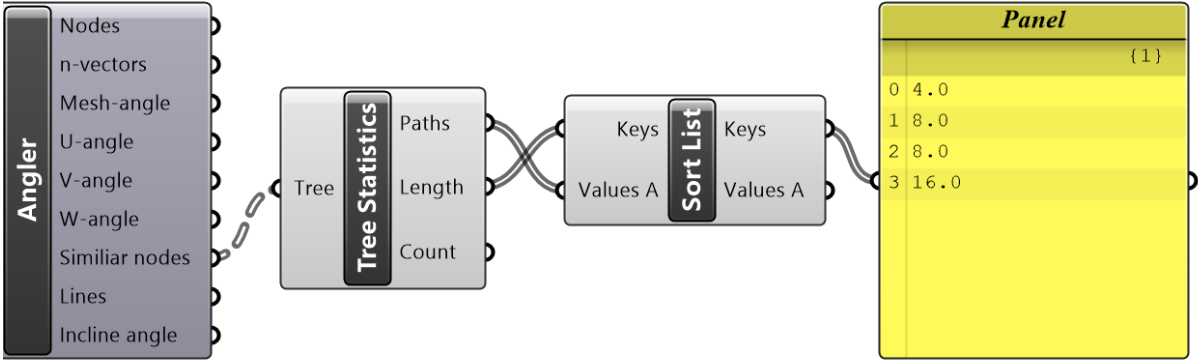 Angler
Nodes
n-vectors
Mesh-angle
U-angle
V-angle
W-angle
Similiar nodes
Lines
Incline angle
Tree
Tree Statistics
Paths
Length
Count
Keys
Values A
Sort List
Keys
Values A
Panel
{1}
0 4.0
1 8.0
2 8.0
3 16.0